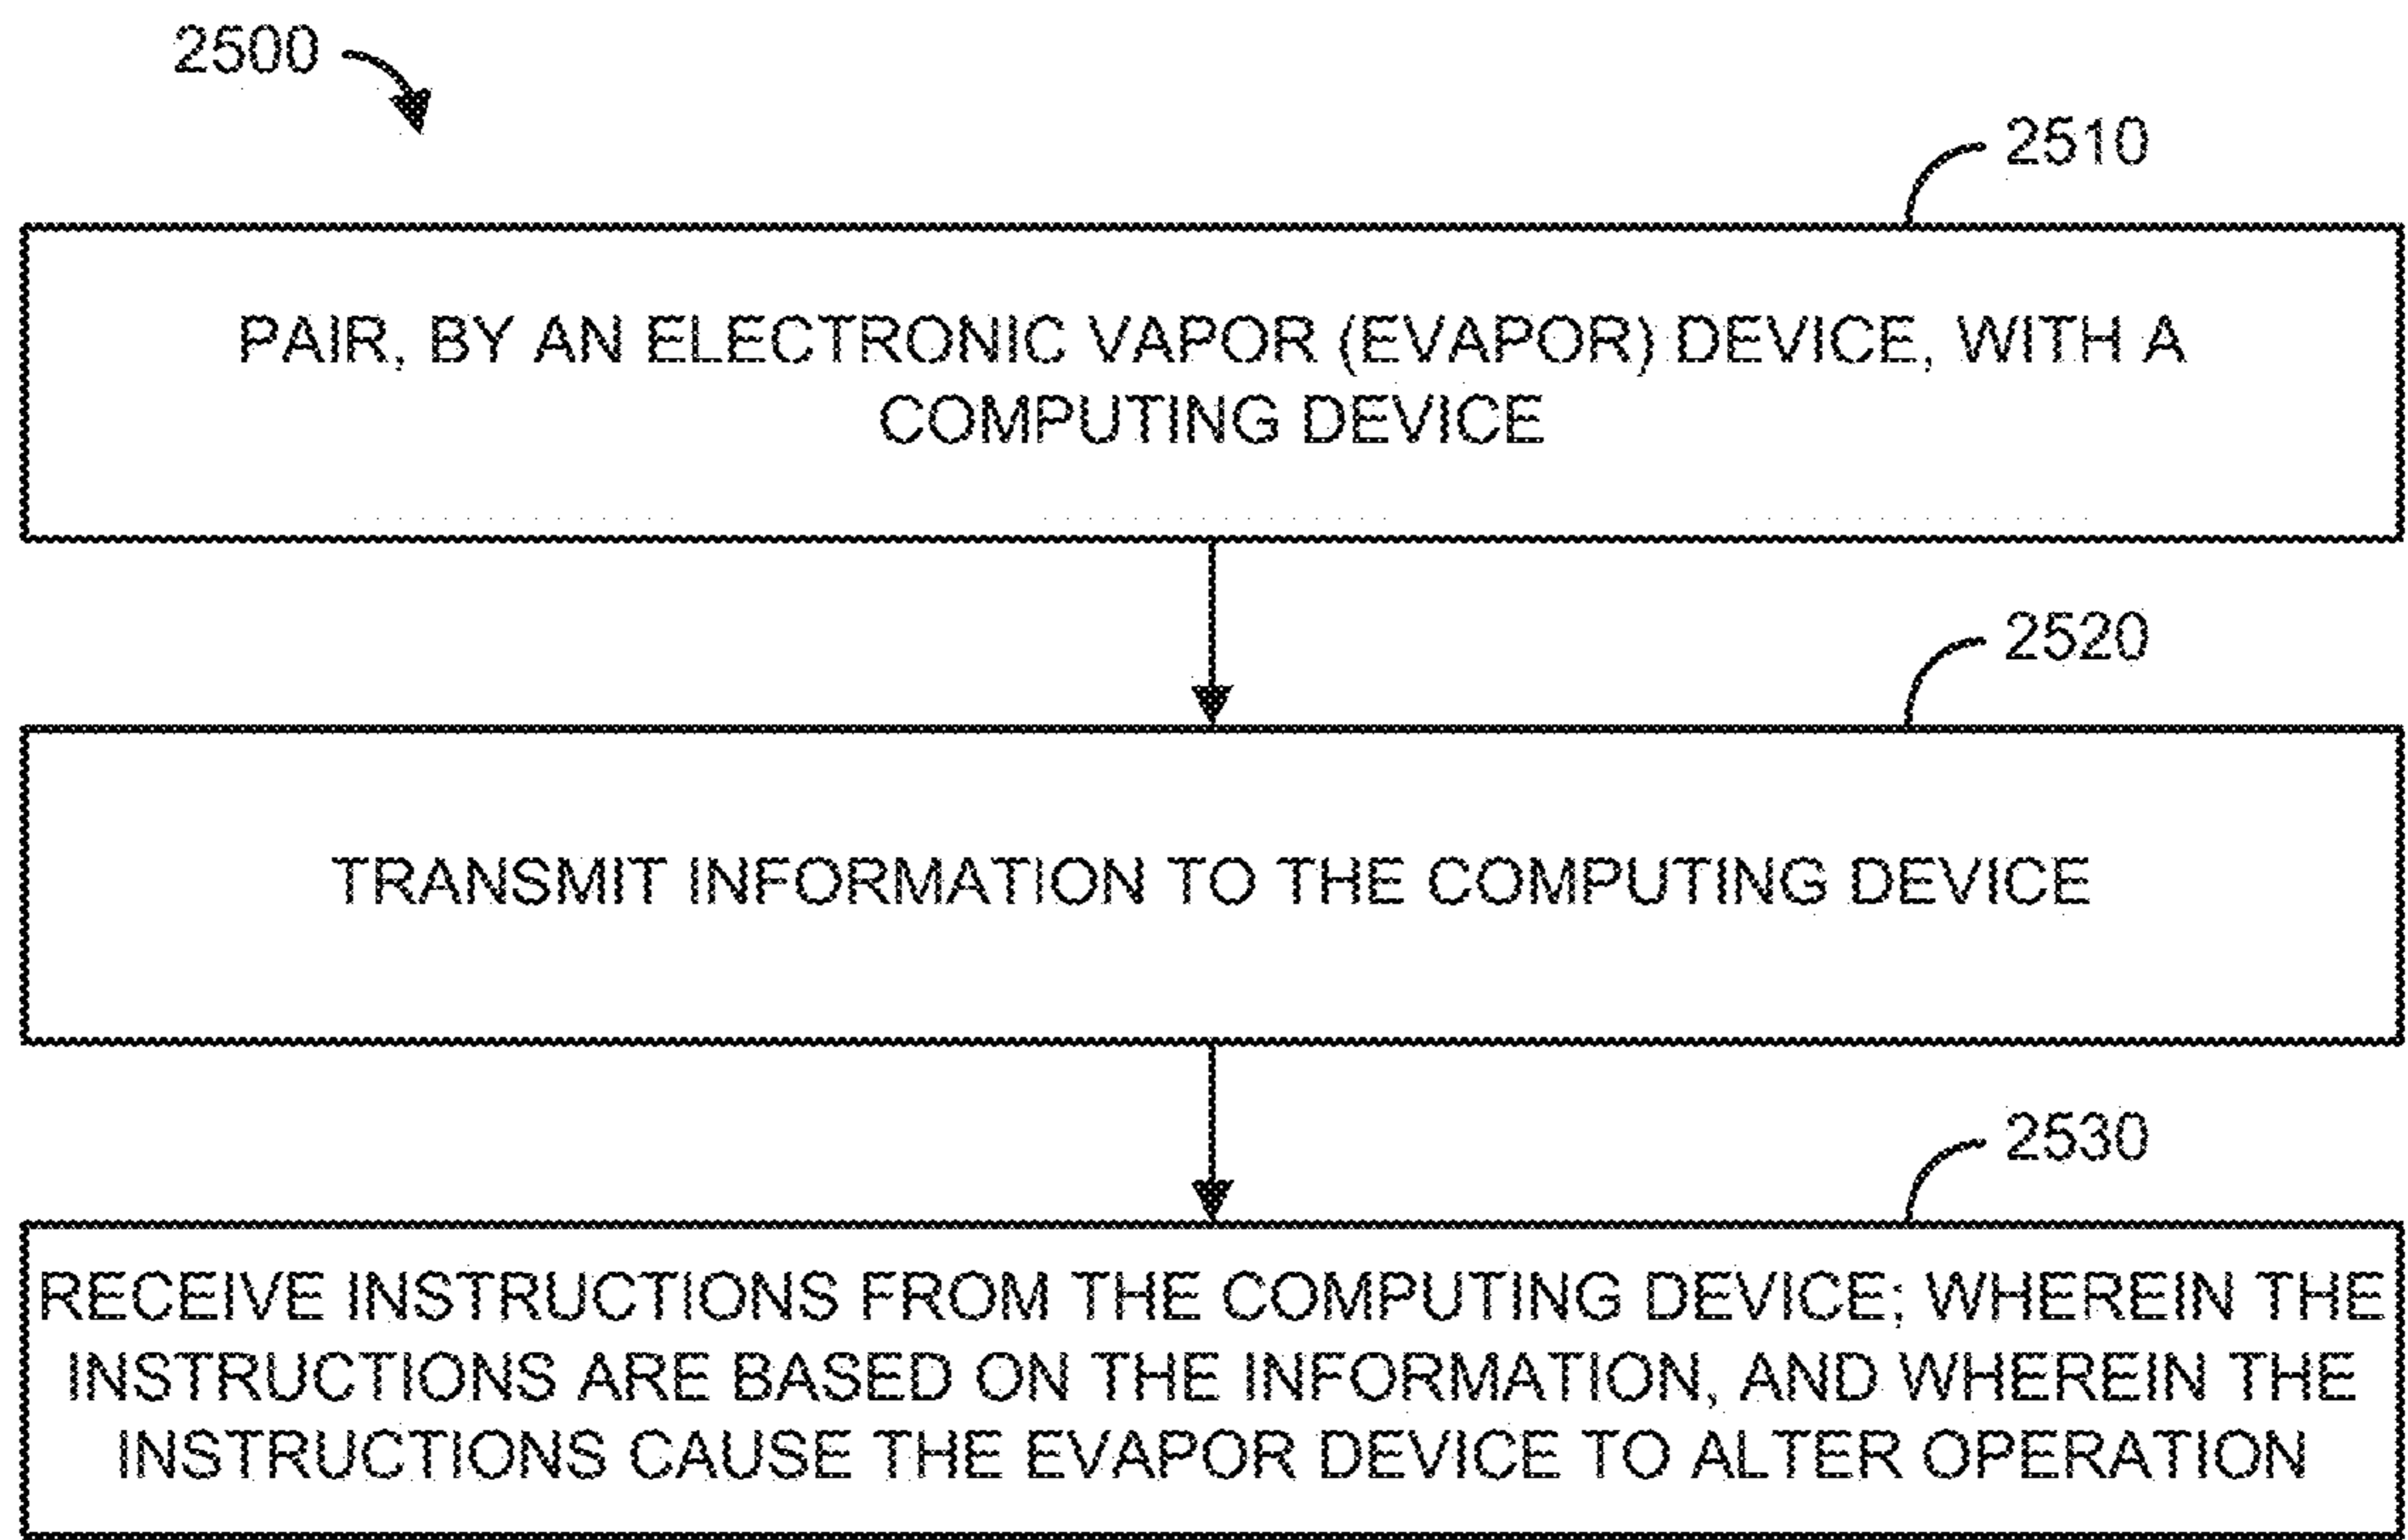 2500
2510
PAIR, BY AN ELECTRONIC VAPOR (EVAPOR) DEVICE, WITH A
COMPUTING DEVICE
2520
TRANSMIT INFORMATION TO THE COMPUTING DEVICE
2530
RECEIVE INSTRUCTIONS FROM THE COMPUTING DEVICE; WHEREIN THE
INSTRUCTIONS ARE BASED ON THE INFORMATION, AND WHEREIN THE
INSTRUCTIONS CAUSE THE EVAPOR DEVICE TO ALTER OPERATION